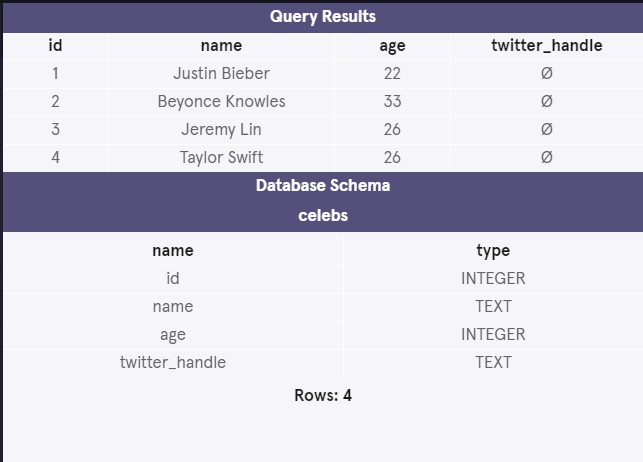 Query Results
id name age twitter_handle
1 Justin Bieber 22 Ø
2 Beyonce Knowles 33 Ø
3 Jeremy Lin 26 Ø
4 Taylor Swift 26 Ø
Database Schema
celebs
name type
id INTEGER
name TEXT
age INTEGER
twitter_handle TEXT
Rows: 4